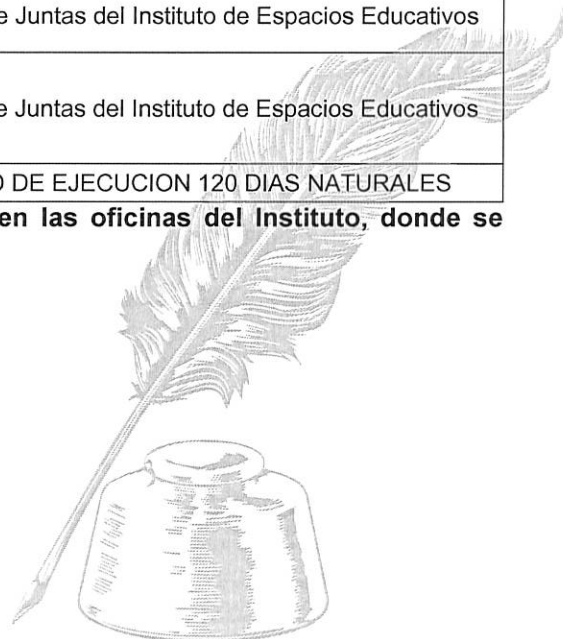 e Juntas del Instituto de Espacios Educativos
e Juntas del Instituto de Espacios Educativos
O DE EJECUCION 120 DIAS NATURALES
en las oficinas del Instituto, donde se